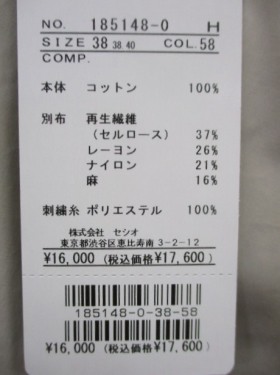 NO. 185148-0 H
SIZE 38 38.40 COL.58
COMP.
本体 コットン 100%
別布 再生繊維
(セルロース) 37%
レーヨン 26%
ナイロン 21%
麻 16%
刺繍糸 ポリエステル 100%
株式会社 セシオ
東京都渋谷区恵比寿南3-2-12
¥16,000 (税込価格¥17,600)
185148-0-38-58
¥16,000 (税込価格¥17,600)